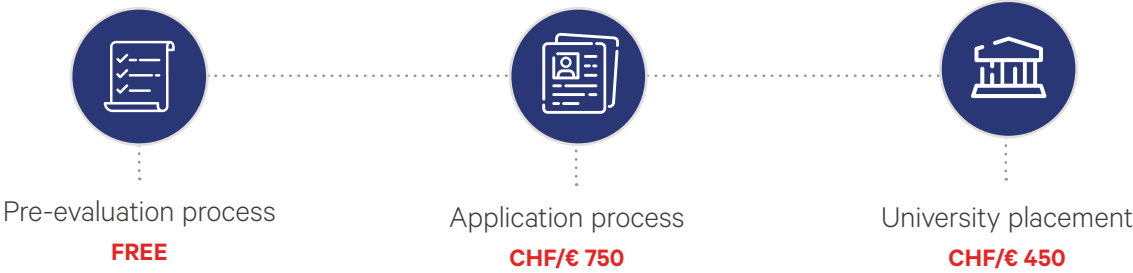 Pre-evaluation process
FREE
Application process
CHF/€ 750
University placement
CHF/€ 450